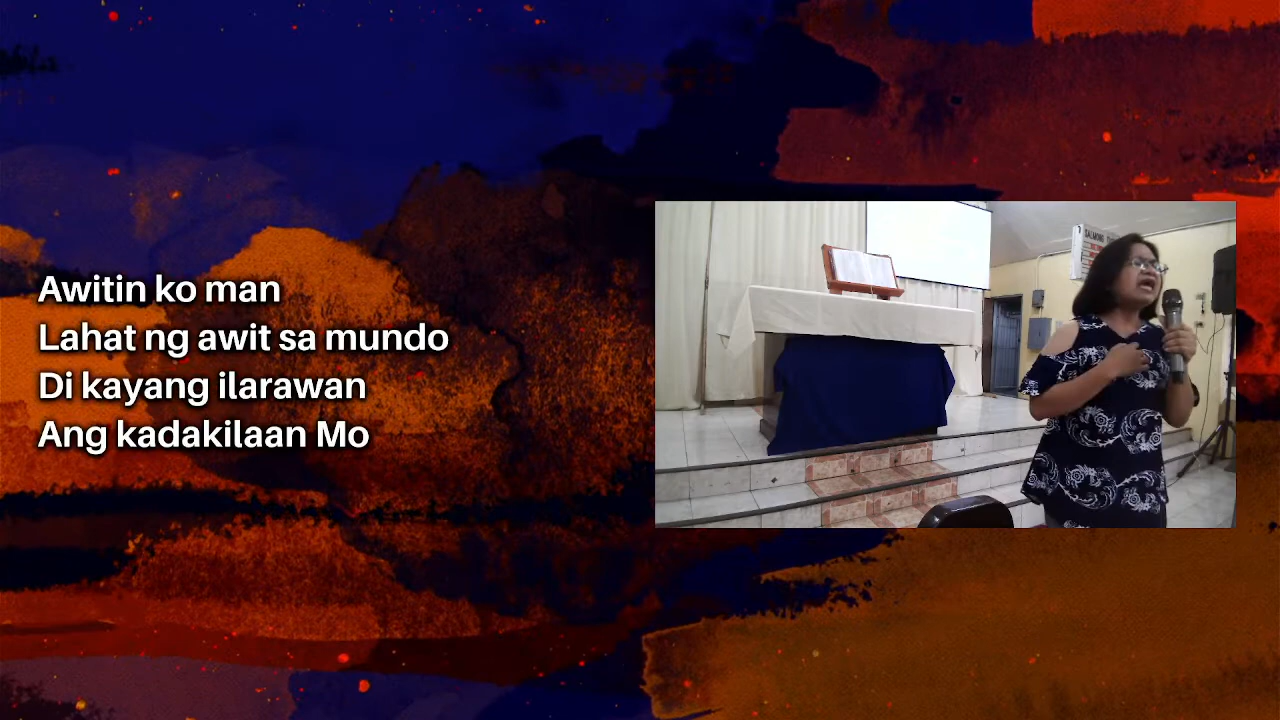 Awitin ko man
Lahat ng awit sa mundo
Di kayang ilarawan
Ang kadakilaan Mo